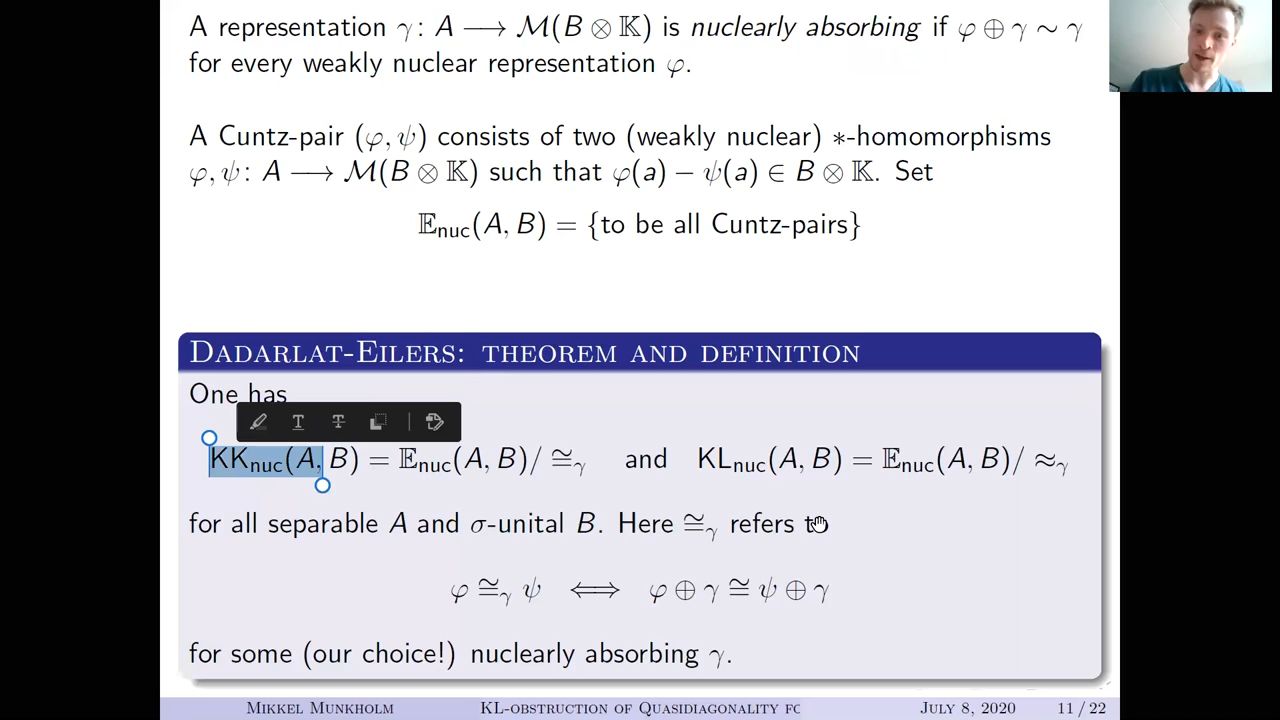 A representation γ: A ⟶ ℳ(B ⊗ 𝕂) is nuclearly absorbing if φ ⊕ γ ∼ γ
for every weakly nuclear representation φ.
A Cuntz-pair (φ, ψ) consists of two (weakly nuclear) ∗-homomorphisms
φ, ψ: A ⟶ ℳ(B ⊗ 𝕂) such that φ(a) − ψ(a) ∈ B ⊗ 𝕂. Set
𝔼nuc(A, B) = {to be all Cuntz-pairs}
Dadarlat-Eilers: theorem and definition
One has
KKnuc(A, B) = 𝔼nuc(A, B)/ ≅γ and KLnuc(A, B) = 𝔼nuc(A, B)/ ≈γ
for all separable A and σ-unital B. Here ≅γ refers to
φ ≅γ ψ ⟺ φ ⊕ γ ≅ ψ ⊕ γ
for some (our choice!) nuclearly absorbing γ.
Mikkel Munkholm KL-obstruction of Quasidiagonality fo July 8, 2020 11 / 22